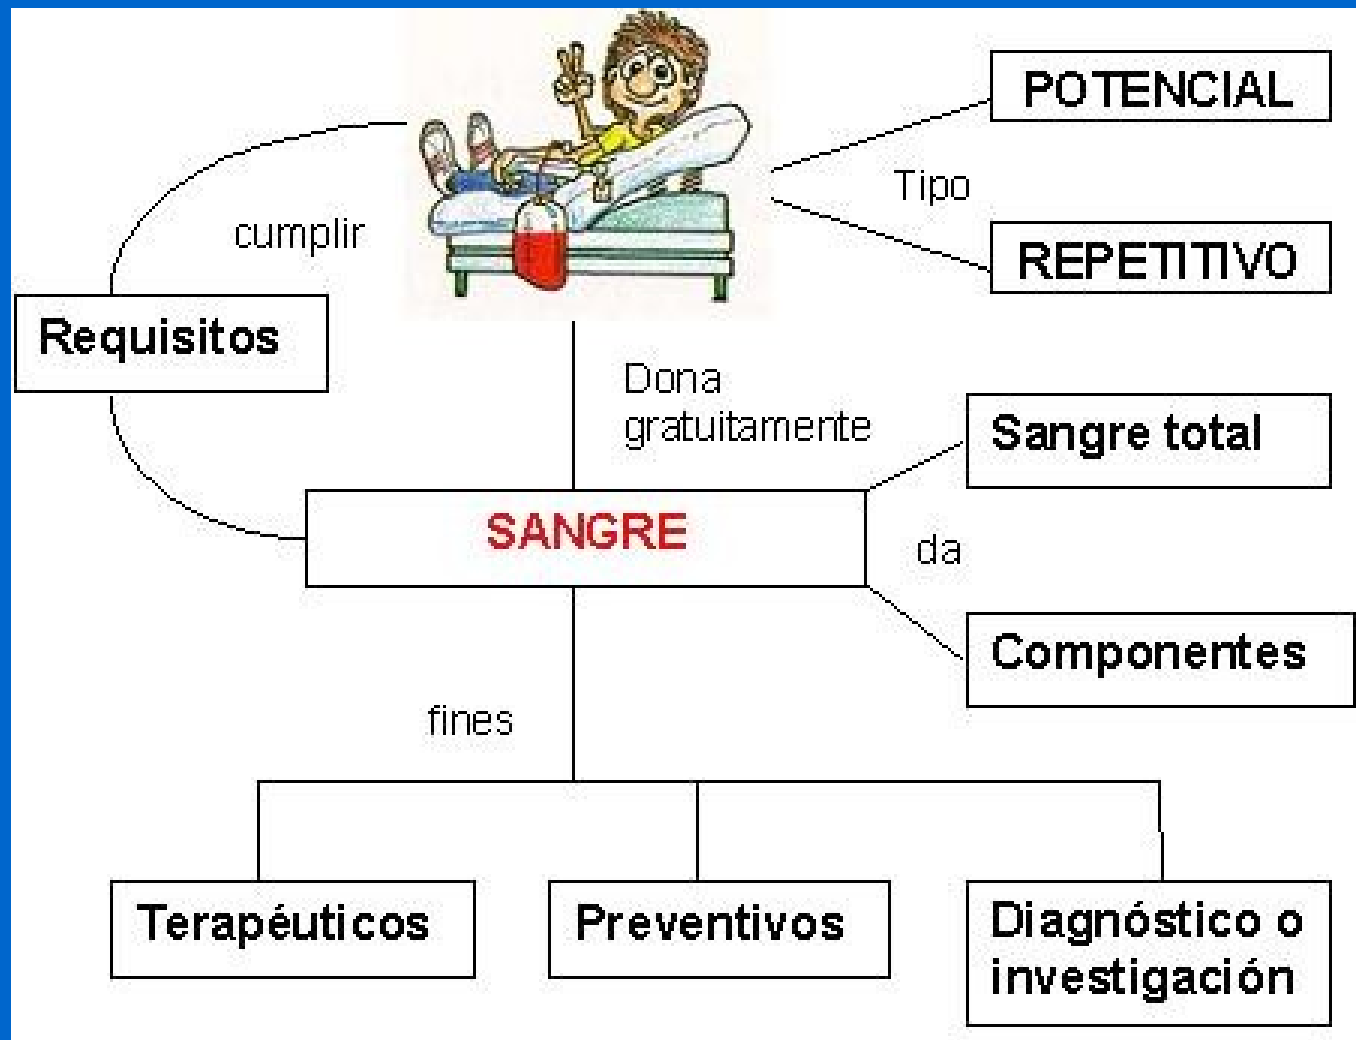 POTENCIAL
Tipo
REPETITIVO
cumplir
Requisitos
Dona
gratuitamente
Sangre total
SANGRE
da
Componentes
fines
Terapéuticos
Preventivos
Diagnóstico o
investigación